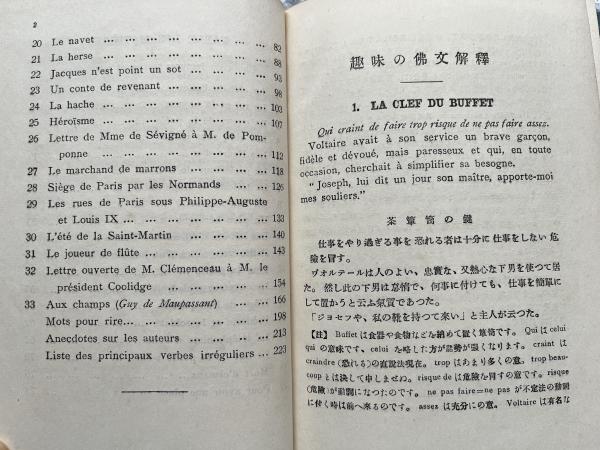 2
20 Le navet ... ... ... ... ... ... ... ... 82
21 La herse ... ... ... ... ... ... ... ... 88
22 Jacques n'est point un sot ... ... ... ... ... 93
23 Un conte de revenant ... ... ... ... ... ... 98
24 La hache ... ... ... ... ... ... ... ... 103
25 Héroïsme ... ... ... ... ... ... ... ... 107
26 Lettre de Mme de Sévigné à M. de Pom-
ponne ... ... ... ... ... ... ... ... 112
27 Le marchand de marrons ... ... ... ... ... 118
28 Siège de Paris par les Normands ... ... ... 126
29 Les rues de Paris sous Philippe-Auguste
et Louis IX ... ... ... ... ... ... ... 133
30 L'été de la Saint-Martin ... ... ... ... ... 140
31 Le joueur de flûte ... ... ... ... ... ... 143
32 Lettre ouverte de M. Clémenceau à M. le
président Coolidge ... ... ... ... ... 154
33 Aux champs (Guy de Maupassant) ... ... ... 166
Mots pour rire... ... ... ... ... ... ... 198
Anecdotes sur les auteurs ... ... ... ... 213
Liste des principaux verbes irréguliers ... ... 223
趣味の佛文解釋
1. LA CLEF DU BUFFET
Qui craint de faire trop risque de ne pas faire assez.
Voltaire avait à son service un brave garçon,
fidèle et dévoué, mais paresseux et qui, en toute
occasion, cherchait à simplifier sa besogne.
"Joseph, lui dit un jour son maître, apporte-moi
mes souliers."
茶簞笥の鍵
仕事をやり過ぎる事を恐れる者は十分に仕事をしない危
險を冒す。
ヴオルテールは人のよい、忠實な、又熱心な下男を使つて居
た。然し此の下男は怠惰で、何事に付けても、仕事を簡單に
して置かうと云ふ氣質であつた。
「ジョセフや、私の靴を持つて來い」と主人が云つた。
【註】 Buffet は食器や食物などを納めて置く簞笥です。 Qui は celui
qui の意味です、celui を略した方が語勢が强くなります。 craint は
craindre (恐れる) の直說法現在。 trop はあまり多くの意、trop beau-
coup とは決して申しませぬ。risque de は危險を冒すの意です。risque
(危險) が動詞になつたのです。 ne pas faire=ne pas が不定法の動詞
に付く時は前へ來るのです。 assez は充分にの意。Voltaire は有名な